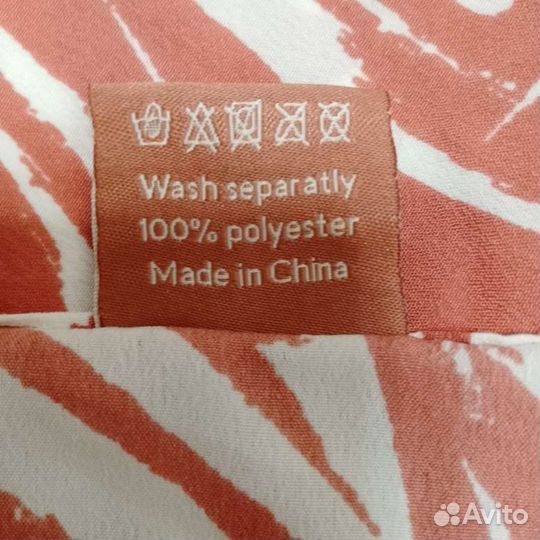 Wash separatly
100% polyester
Made in China
Avito